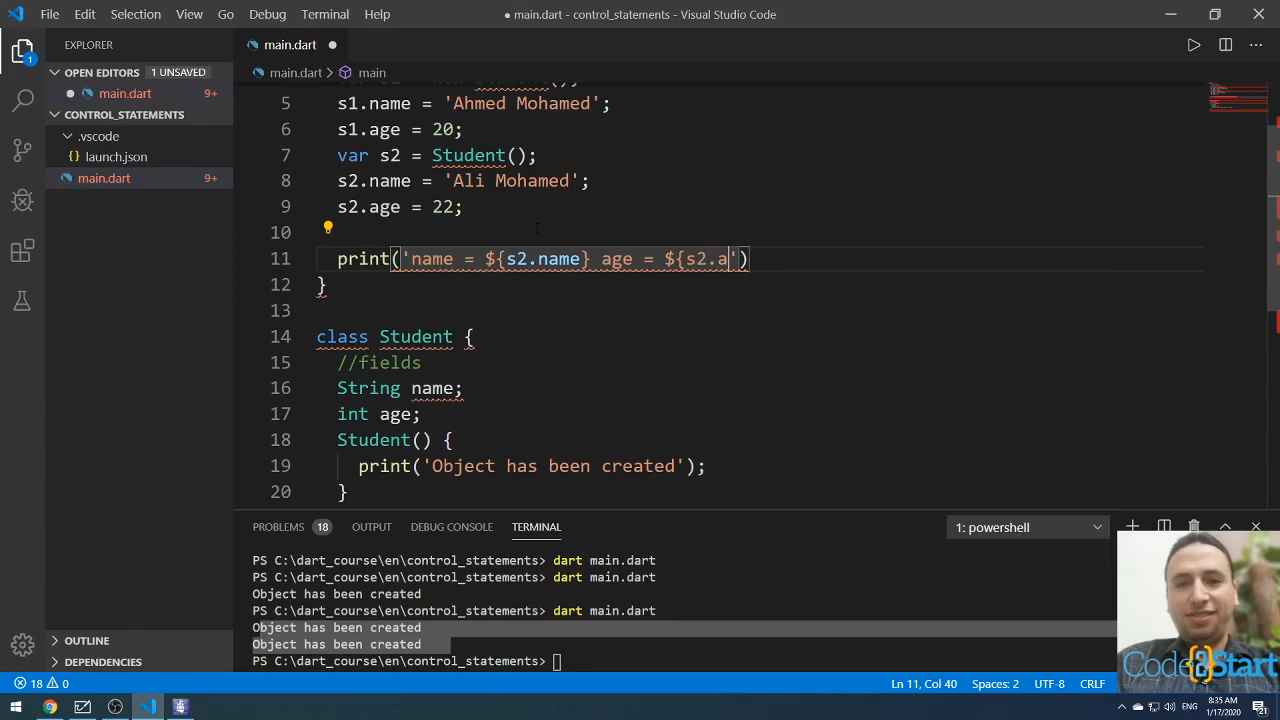 File Edit Selection View Go Debug Terminal Help
● main.dart - control_statements - Visual Studio Code
EXPLORER
main.dart ●
OPEN EDITORS 1 UNSAVED
main.dart > main
● main.dart 9+
CONTROL_STATEMENTS
.vscode
launch.json
main.dart 9+
5 s1.name = 'Ahmed Mohamed';
6 s1.age = 20;
7 var s2 = Student();
8 s2.name = 'Ali Mohamed';
9 s2.age = 22;
10
11 print('name = ${s2.name} age = ${s2.a')
12 }
13
14 class Student {
15 //fields
16 String name;
17 int age;
18 Student() {
19 print('Object has been created');
20 }
PROBLEMS 18 OUTPUT DEBUG CONSOLE TERMINAL 1: powershell
PS C:\dart_course\en\control_statements> dart main.dart
PS C:\dart_course\en\control_statements> dart main.dart
Object has been created
PS C:\dart_course\en\control_statements> dart main.dart
Object has been created
Object has been created
PS C:\dart_course\en\control_statements>
OUTLINE
DEPENDENCIES
Code{}Start
18 0 Ln 11, Col 40 Spaces: 2 UTF-8 CRLF
ENG 8:35 AM
1/17/2020